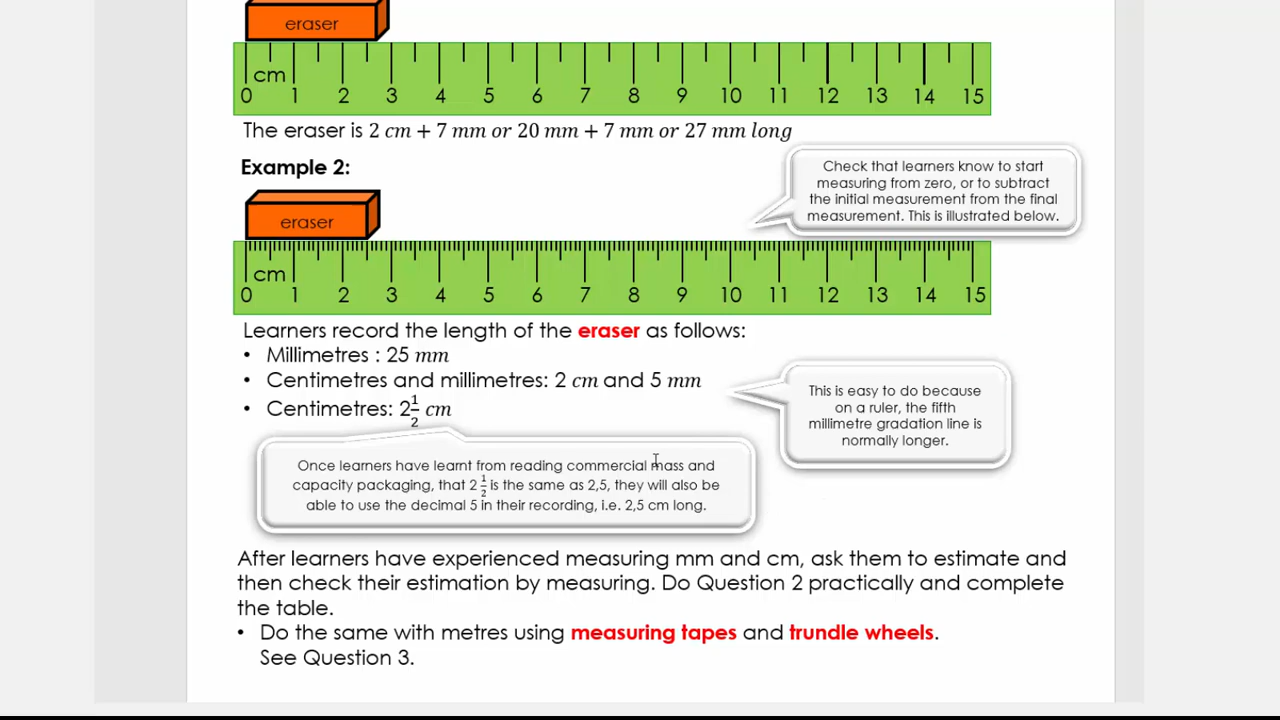 eraser
cm
0 1 2 3 4 5 6 7 8 9 10 11 12 13 14 15
The eraser is 2 cm + 7 mm or 20 mm + 7 mm or 27 mm long
Example 2:
Check that learners know to start
measuring from zero, or to subtract
the initial measurement from the final
measurement. This is illustrated below.
eraser
cm
0 1 2 3 4 5 6 7 8 9 10 11 12 13 14 15
Learners record the length of the eraser as follows:
• Millimetres : 25 mm
• Centimetres and millimetres: 2 cm and 5 mm
• Centimetres: 2 1/2 cm
This is easy to do because
on a ruler, the fifth
millimetre gradation line is
normally longer.
Once learners have learnt from reading commercial mass and
capacity packaging, that 2 1/2 is the same as 2,5, they will also be
able to use the decimal 5 in their recording, i.e. 2,5 cm long.
After learners have experienced measuring mm and cm, ask them to estimate and
then check their estimation by measuring. Do Question 2 practically and complete
the table.
• Do the same with metres using measuring tapes and trundle wheels.
See Question 3.